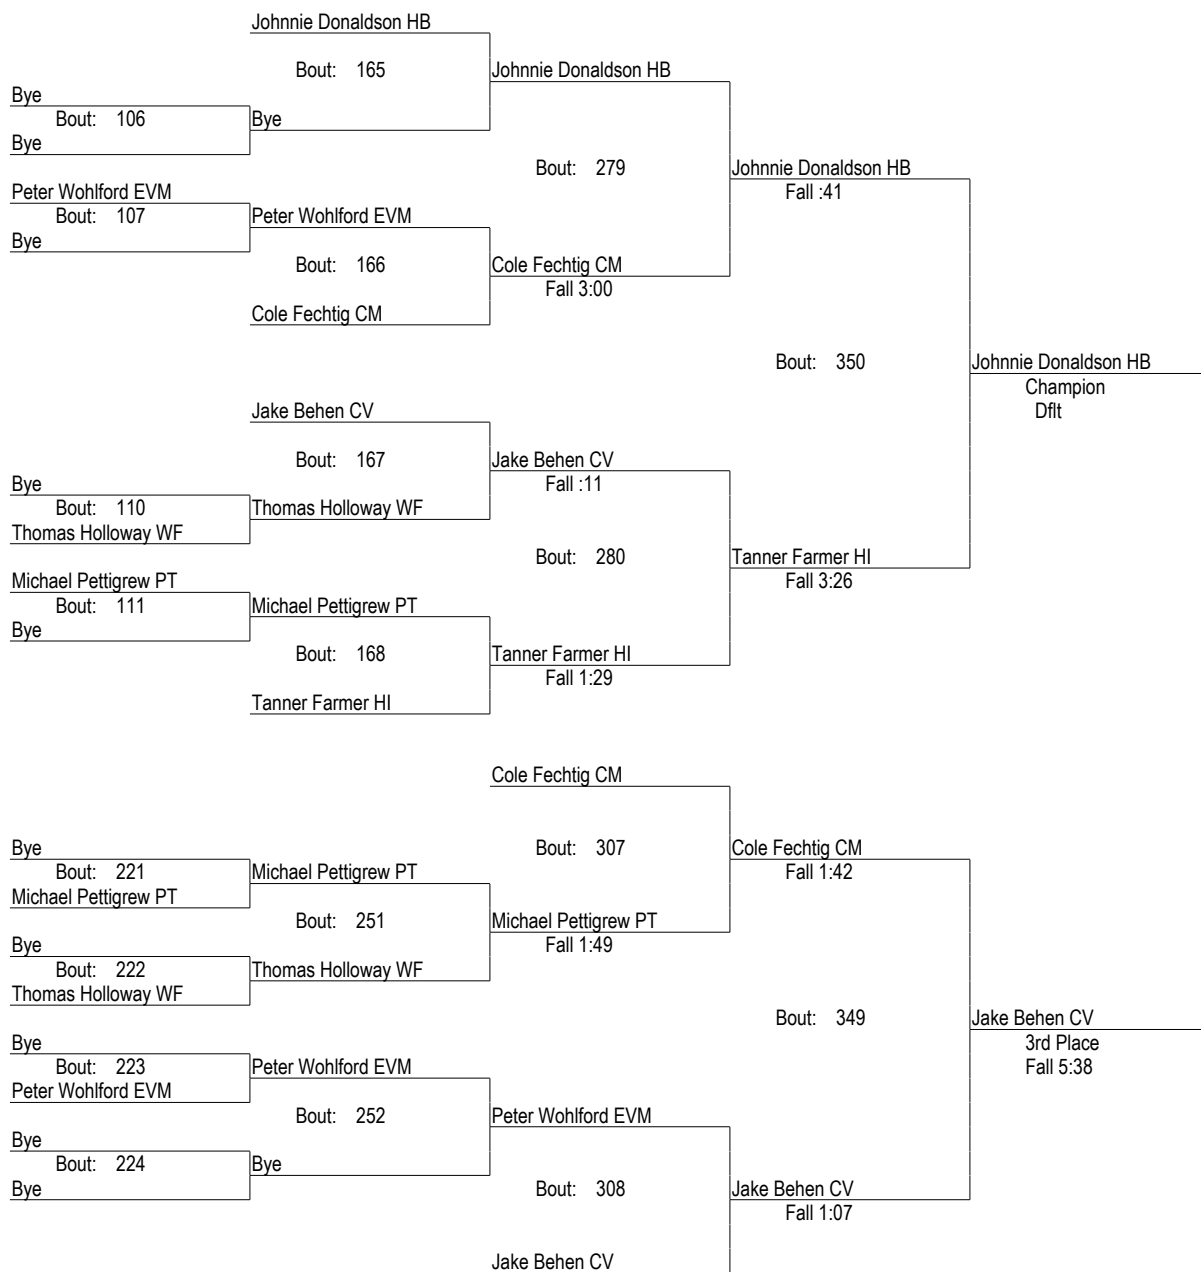 Johnnie Donaldson HB
Bout: 165
Johnnie Donaldson HB
Bye
Bout: 106
Bye
Bye
Bout: 279
Johnnie Donaldson HB
Fall :41
Peter Wohlford EVM
Bout: 107
Peter Wohlford EVM
Bye
Bout: 166
Cole Fechtig CM
Fall 3:00
Cole Fechtig CM
Bout: 350
Johnnie Donaldson HB
Champion
Dflt
Jake Behen CV
Bout: 167
Jake Behen CV
Fall :11
Bye
Bout: 110
Thomas Holloway WF
Thomas Holloway WF
Bout: 280
Tanner Farmer HI
Fall 3:26
Michael Pettigrew PT
Bout: 111
Michael Pettigrew PT
Bye
Bout: 168
Tanner Farmer HI
Fall 1:29
Tanner Farmer HI
Cole Fechtig CM
Bout: 307
Cole Fechtig CM
Fall 1:42
Bye
Bout: 221
Michael Pettigrew PT
Michael Pettigrew PT
Bout: 251
Michael Pettigrew PT
Fall 1:49
Bye
Bout: 222
Thomas Holloway WF
Thomas Holloway WF
Bout: 349
Jake Behen CV
3rd Place
Fall 5:38
Bye
Bout: 223
Peter Wohlford EVM
Peter Wohlford EVM
Bout: 252
Peter Wohlford EVM
Bye
Bout: 224
Bye
Bye
Bout: 308
Jake Behen CV
Fall 1:07
Jake Behen CV